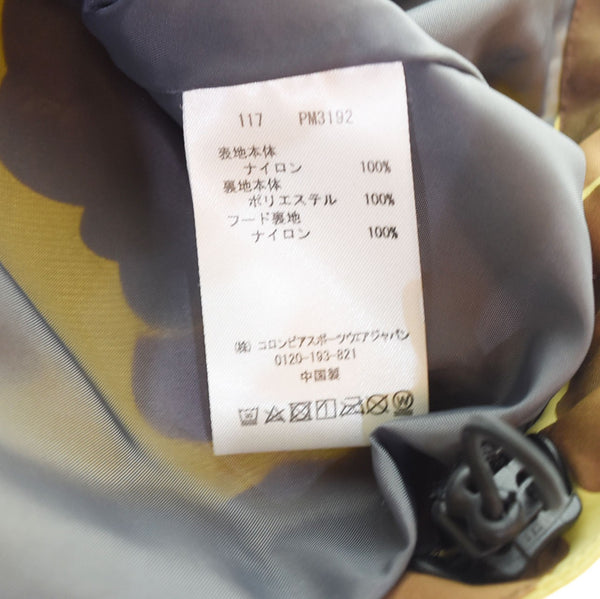 117 PM3192
表地本体
ナイロン 100%
裏地本体
ポリエステル 100%
フード裏地
ナイロン 100%
(株) コロンビアスポーツウェアジャパン
0120-193-821
中国製